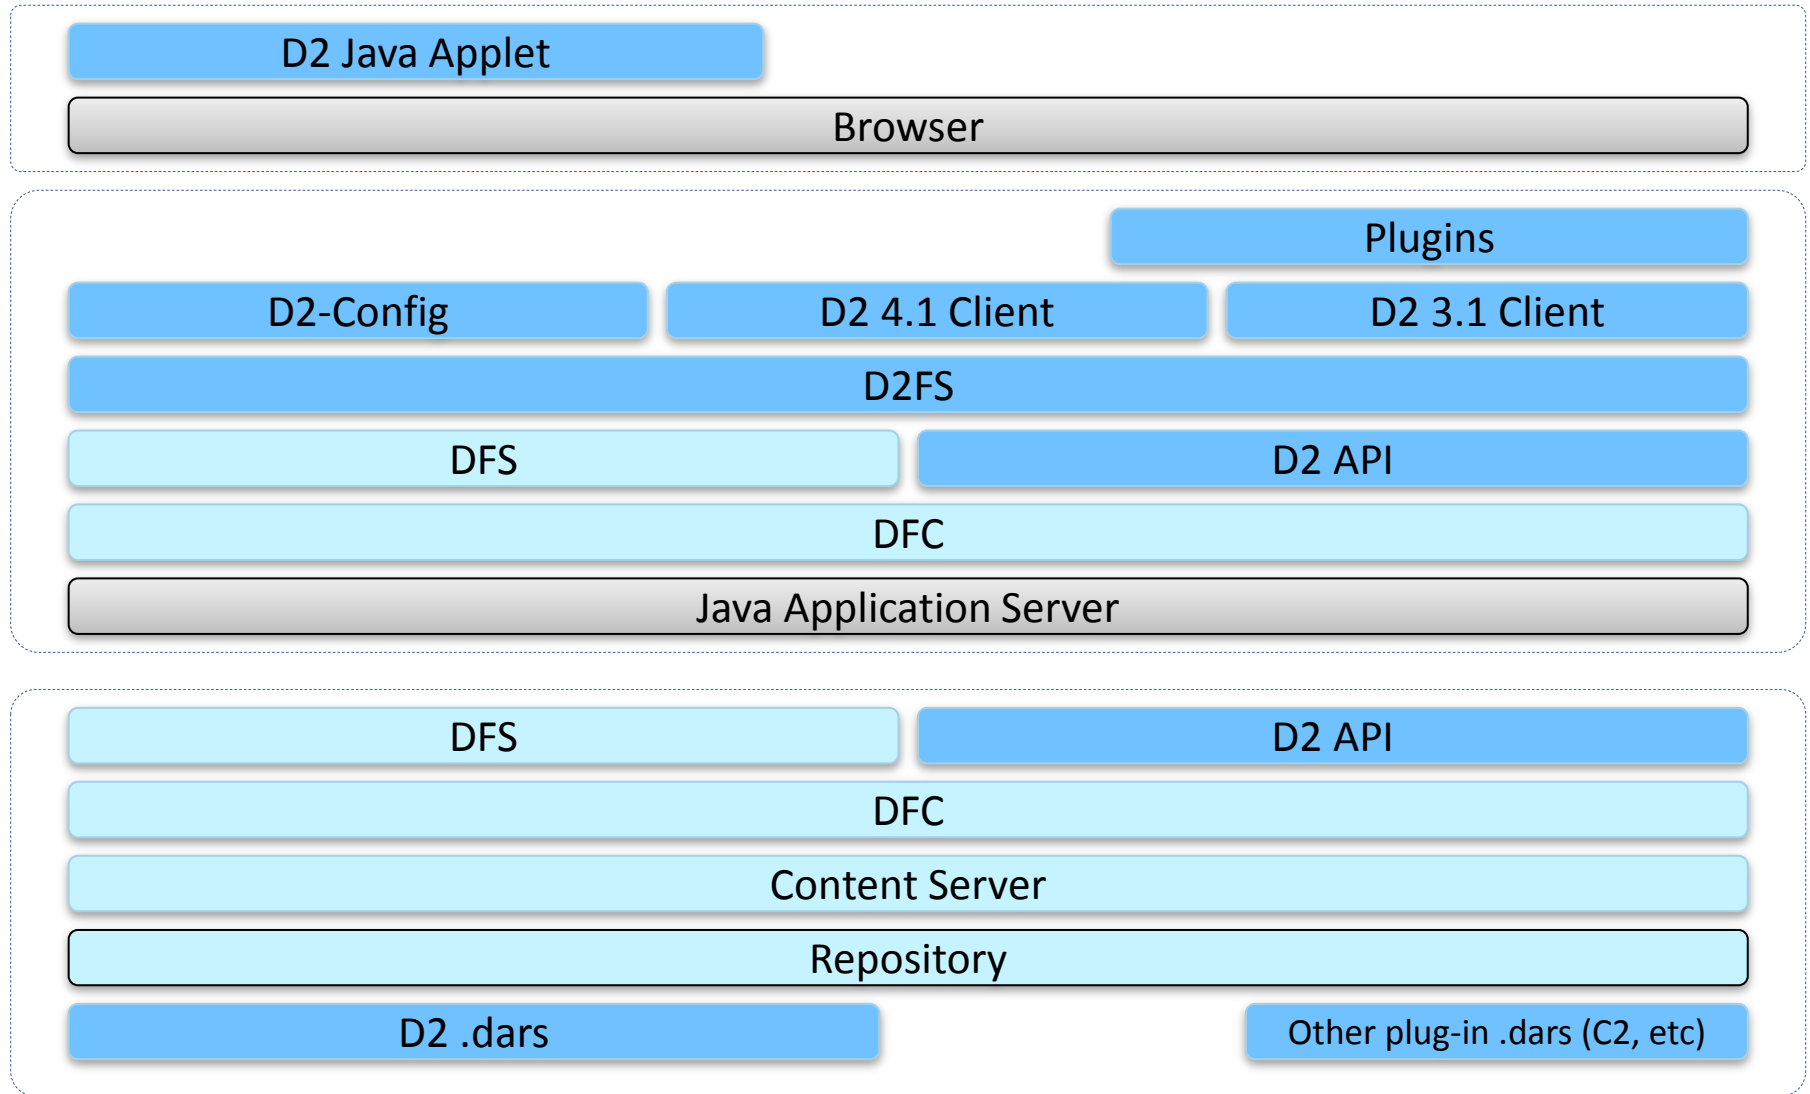 D2 Java Applet
Browser
Plugins
D2-Config
D2 4.1 Client
D2 3.1 Client
D2FS
DFS
D2 API
DFC
Java Application Server
DFS
D2 API
DFC
Content Server
Repository
D2 .dars
Other plug-in .dars (C2, etc)